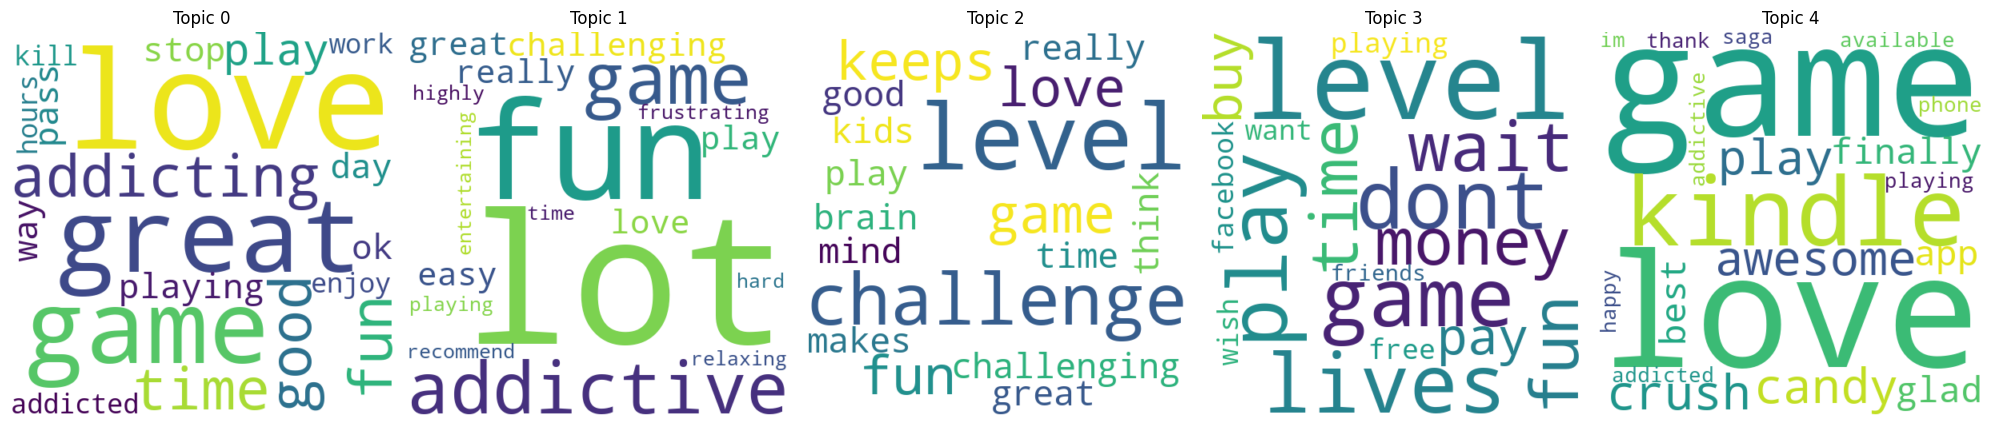 Topic 0
kill
stop
play
work
love
hours
pass
addicting
day
way
great
ok
playing
enjoy
game
good
fun
time
addicted
Topic 1
great
challenging
really
game
highly
frustrating
fun
play
entertaining
time
love
lot
easy
hard
playing
recommend
relaxing
addictive
Topic 2
keeps
really
good
love
kids
level
play
think
brain
game
mind
time
challenge
makes
fun
challenging
great
Topic 3
buy
level
playing
facebook
want
wait
play
time
dont
money
friends
game
wish
free
pay
lives
fun
Topic 4
im
thank
saga
available
game
addictive
phone
play
finally
playing
kindle
awesome
app
happy
best
love
addicted
crush
candy
glad